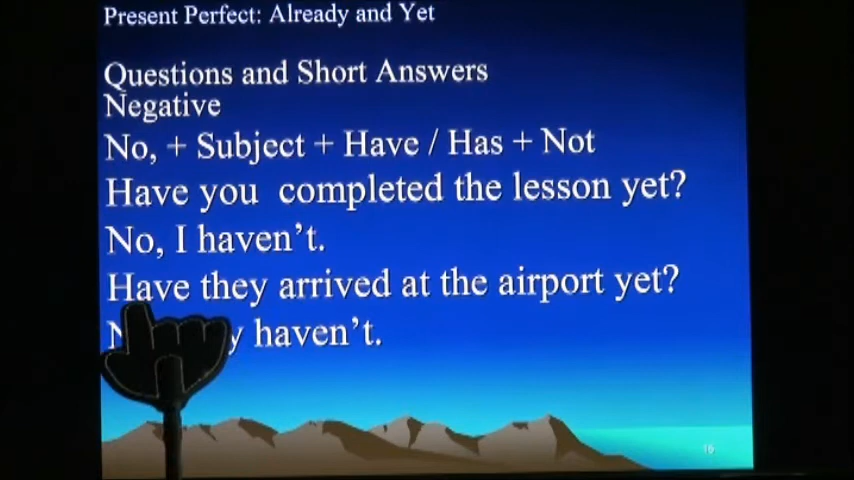 Present Perfect: Already and Yet
Questions and Short Answers
Negative
No, + Subject + Have / Has + Not
Have you completed the lesson yet?
No, I haven't.
Have they arrived at the airport yet?
haven't.
16